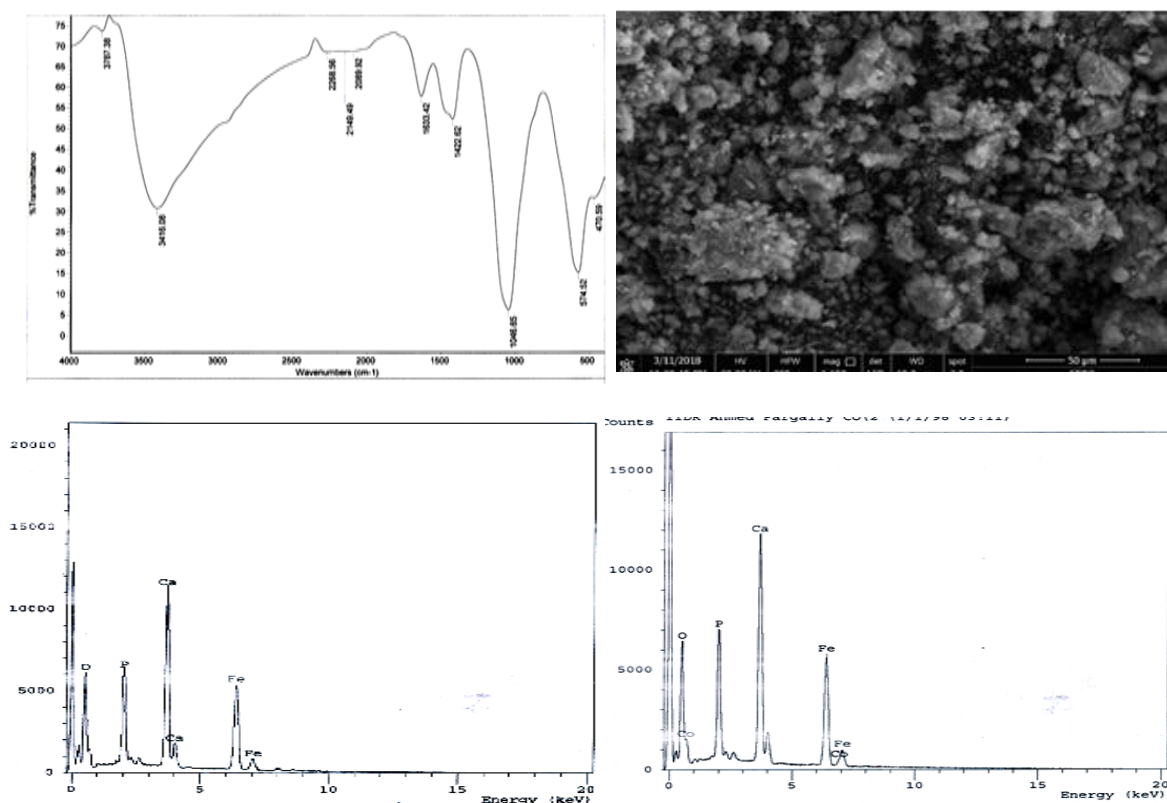 75
70
65
60
55
50
45
40
35
30
25
20
15
10
5
0
%Transmittance
3787.38
3416.08
2268.56
2149.49
2089.92
1633.42
1422.62
1046.65
574.52
470.59
4000 3500 3000 2500 2000 1500 1000 500
Wavenumbers (cm-1)
3/11/2018 HV HFW mag det WD spot
50 µm
20000
15000
10000
5000
0
O P Ca Ca Fe Fe
0 5 10 15 20
Energy (keV)
Counts
15000
10000
5000
0
O Co P Ca Fe Fe Co
5 10 15 20
Energy (keV)